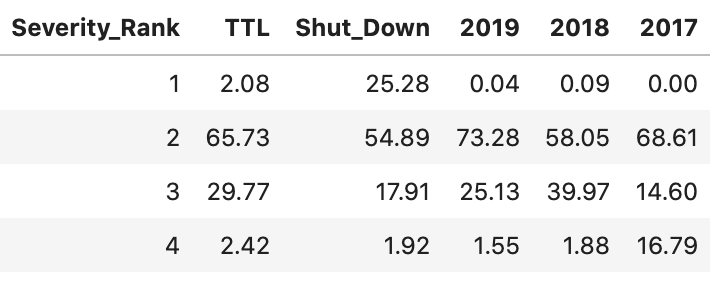 Severity_Rank TTL Shut_Down 2019 2018 2017
1 2.08 25.28 0.04 0.09 0.00
2 65.73 54.89 73.28 58.05 68.61
3 29.77 17.91 25.13 39.97 14.60
4 2.42 1.92 1.55 1.88 16.79